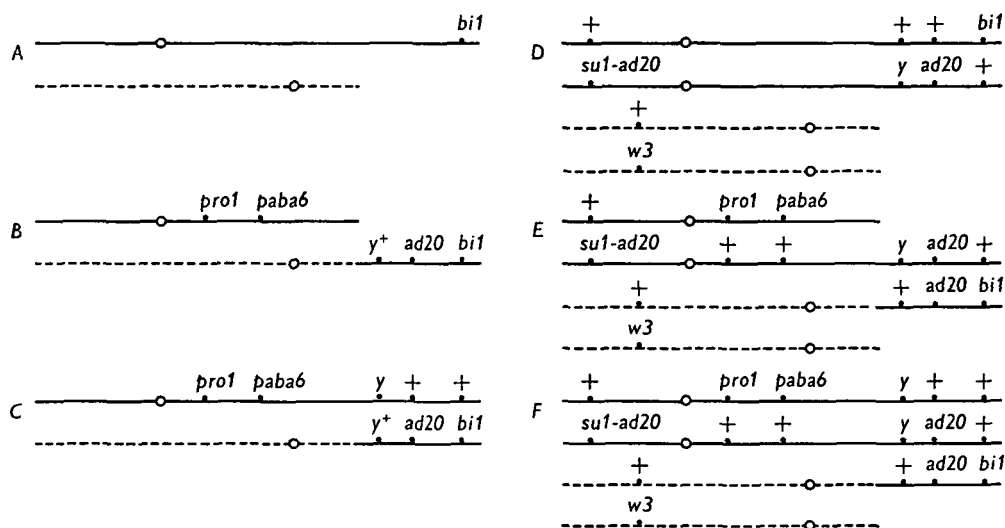 A
bi1
B
pro1 paba6
y+ ad20 bi1
C
pro1 paba6 y + +
y+ ad20 bi1
D
+ + + bi1
su1-ad20 y ad20 +
+
w3
E
+ pro1 paba6
su1-ad20 + + y ad20 +
+ + ad20 bi1
w3
F
+ pro1 paba6 y + +
su1-ad20 + + y ad20 +
+ + ad20 bi1
w3